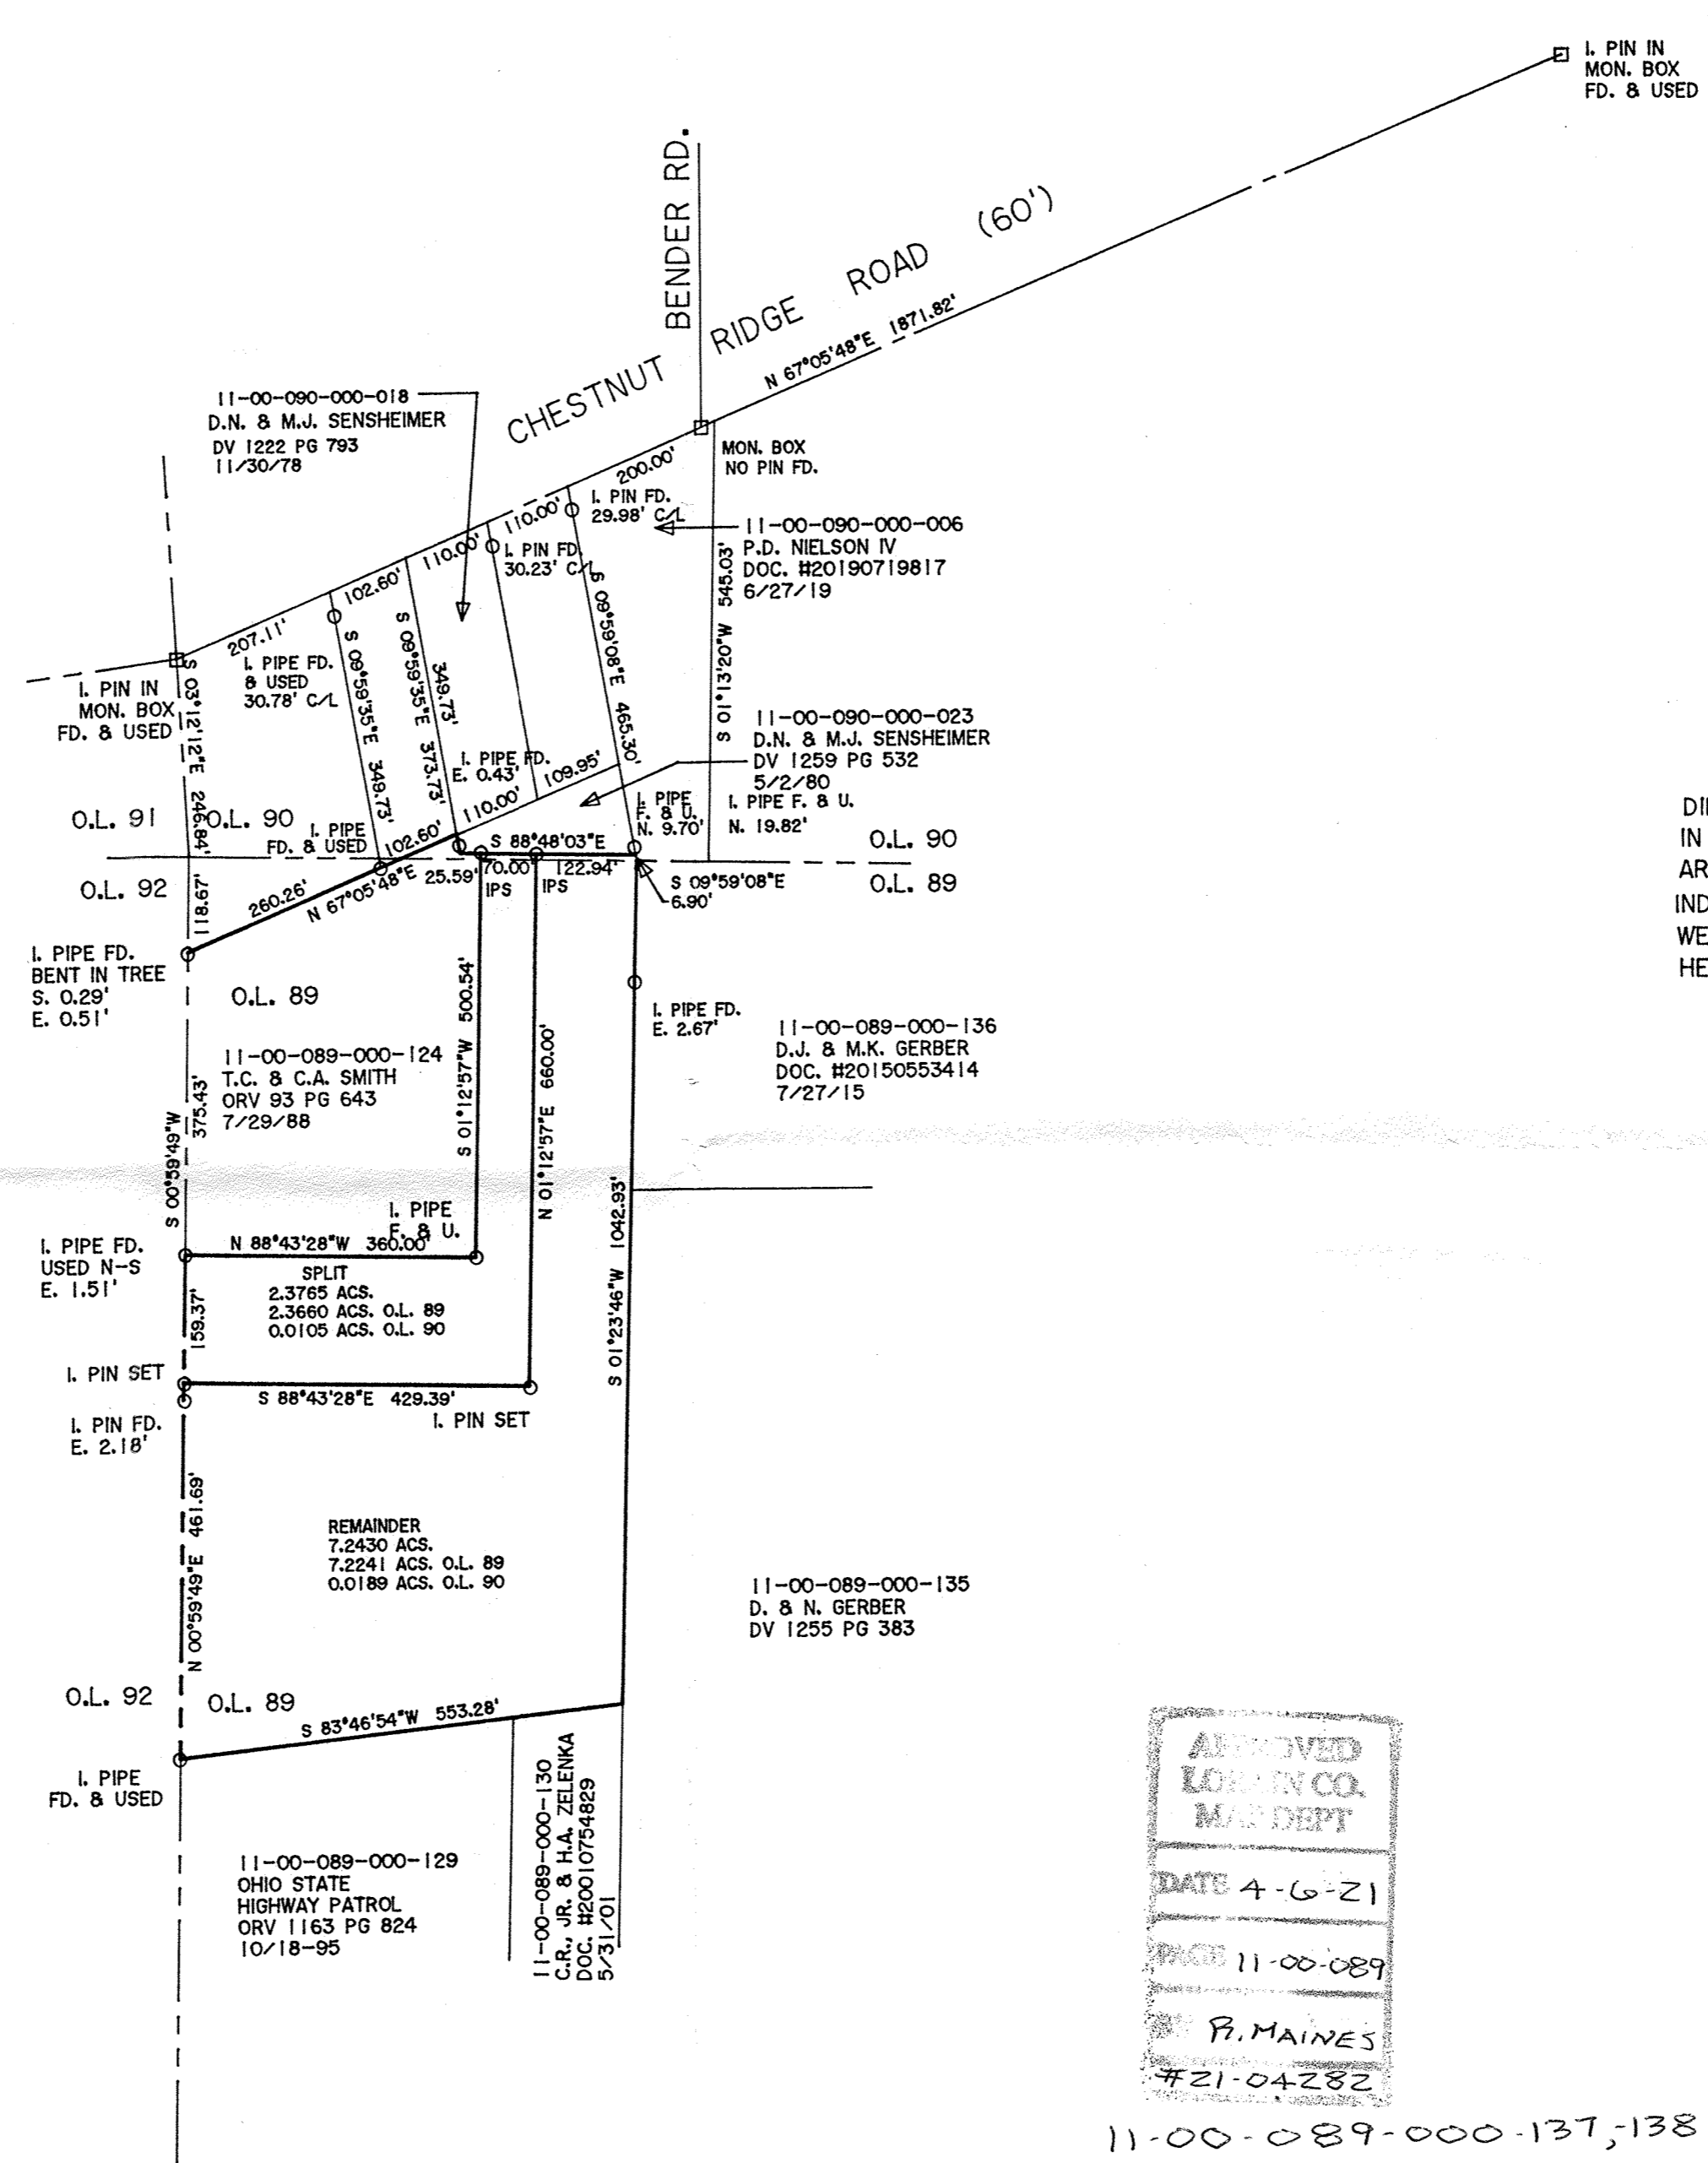 I. PIN IN
MON. BOX
FD. & USED
BENDER RD.
CHESTNUT RIDGE ROAD (60')
N 67°05'48"E 1871.82'
11-00-090-000-018
D.N. & M.J. SENSHEIMER
DV 1222 PG 793
11/30/78
MON. BOX
NO PIN FD.
200.00'
I. PIN FD.
29.98' C/L
110.00'
I. PIN FD.
30.23' C/L
110.00'
102.60'
207.11'
11-00-090-000-006
P.D. NIELSON IV
DOC. #20190719817
6/27/19
S 01°13'20"W 545.03'
S 09°59'08"E 465.30'
I. PIPE FD.
& USED
30.78' C/L
I. PIN IN
MON. BOX
FD. & USED
S 03°12'12"E 246.84'
S 09°59'35"E 349.73'
S 09°59'35"E 373.73'
349.73'
11-00-090-000-023
D.N. & M.J. SENSHEIMER
DV 1259 PG 532
5/2/80
I. PIPE FD.
E. 0.43'
109.95'
110.00'
102.60'
I. PIPE
F. & U.
N. 9.70'
I. PIPE F. & U.
N. 19.82'
O.L. 91
O.L. 90
I. PIPE
FD. & USED
S 88°48'03"E
O.L. 90
O.L. 92
118.67'
260.26'
N 67°05'48"E
25.59'
70.00'
122.94'
IPS
IPS
S 09°59'08"E
6.90'
O.L. 89
DI
IN
AR
IND
WE
HE
I. PIPE FD.
BENT IN TREE
S. 0.29'
E. 0.51'
O.L. 89
I. PIPE FD.
E. 2.67'
11-00-089-000-136
D.J. & M.K. GERBER
DOC. #20150553414
7/27/15
11-00-089-000-124
T.C. & C.A. SMITH
ORV 93 PG 643
7/29/88
S 00°59'49"W
375.43'
S 01°12'57"W 500.54'
N 01°12'57"E 660.00'
S 01°23'46"W 1042.93'
I. PIPE
F. & U.
I. PIPE FD.
USED N-S
E. 1.51'
N 88°43'28"W 360.00'
SPLIT
2.3765 ACS.
2.3660 ACS. O.L. 89
0.0105 ACS. O.L. 90
159.37'
I. PIN SET
S 88°43'28"E 429.39'
I. PIN SET
I. PIN FD.
E. 2.18'
N 00°59'49"E 461.69'
REMAINDER
7.2430 ACS.
7.2241 ACS. O.L. 89
0.0189 ACS. O.L. 90
11-00-089-000-135
D. & N. GERBER
DV 1255 PG 383
O.L. 92
O.L. 89
S 83°46'54"W 553.28'
I. PIPE
FD. & USED
11-00-089-000-129
OHIO STATE
HIGHWAY PATROL
ORV 1163 PG 824
10/18-95
11-00-089-000-130
C.R., JR. & H.A. ZELENKA
DOC. #20010754829
5/31/01
APPROVED
LORAIN CO.
MAP DEPT
DATE 4-6-21
PAGE 11-00-089
R. MAINES
#21-04282
11-00-089-000-137,-138